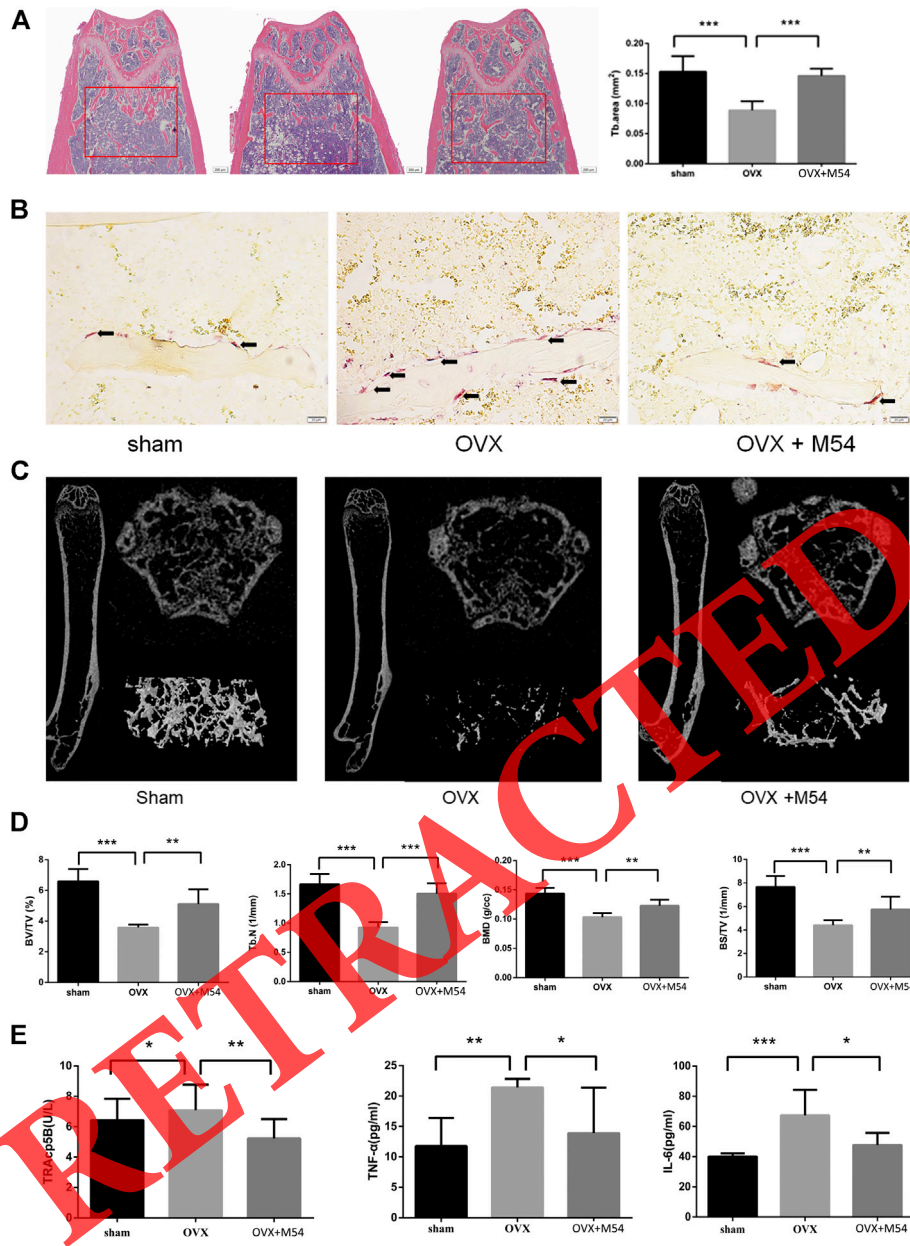 A
Tb.area (mm²)
0.20
0.15
0.10
0.05
0.00
*** ***
sham OVX OVX+M54
B
sham OVX OVX + M54
C
Sham OVX OVX +M54
RETRACTED
D
BV/TV (%)
8
6
4
2
0
*** **
sham OVX OVX+M54
Tb.N (1/mm)
2.0
1.5
1.0
0.5
0.0
*** ***
sham OVX OVX+M54
BMD (g/cc)
0.20
0.15
0.10
0.05
0.00
*** **
sham OVX OVX+M54
BS/TV (1/mm)
8
6
4
2
0
*** **
sham OVX OVX+M54
E
TRAcp5B(U/L)
10
8
6
4
2
0
* **
sham OVX OVX+M54
TNF-α(pg/ml)
25
20
15
10
5
0
** *
sham OVX OVX+M54
IL-6(pg/ml)
100
80
60
40
20
0
*** *
sham OVX OVX+M54